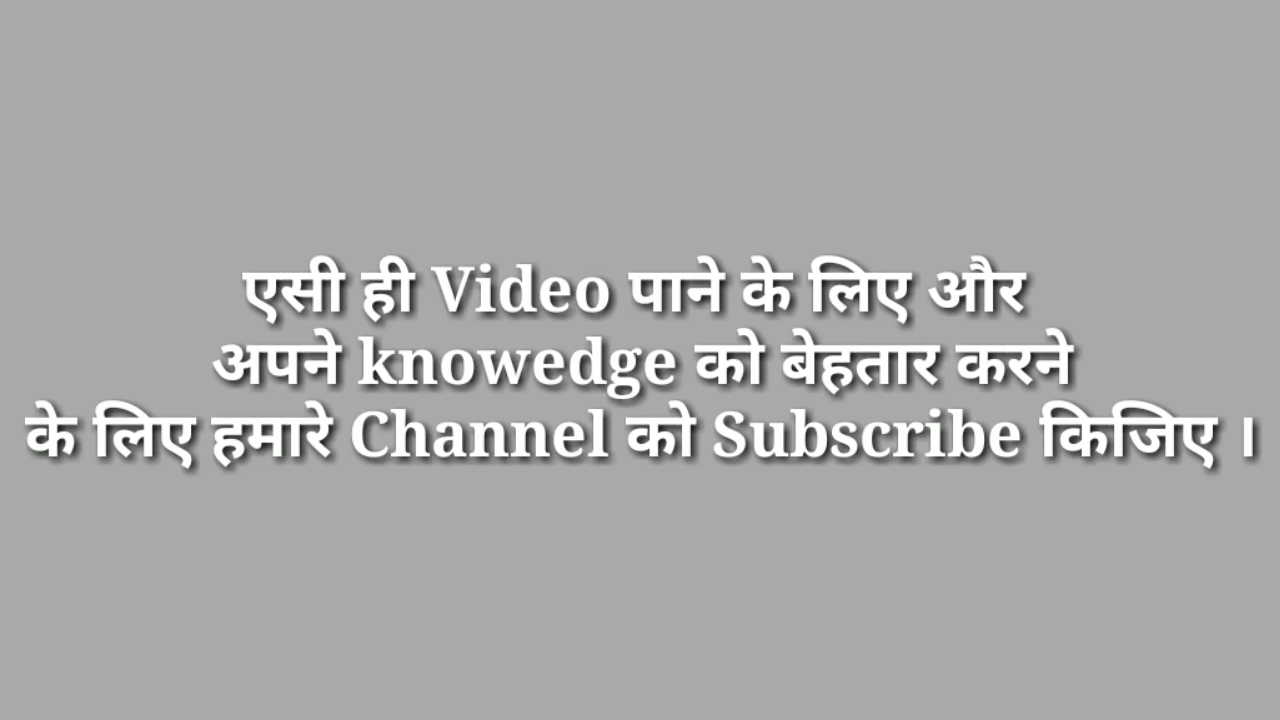 एसी ही Video पाने के लिए और
अपने knowedge को बेहतार करने
के लिए हमारे Channel को Subscribe किजिए ।